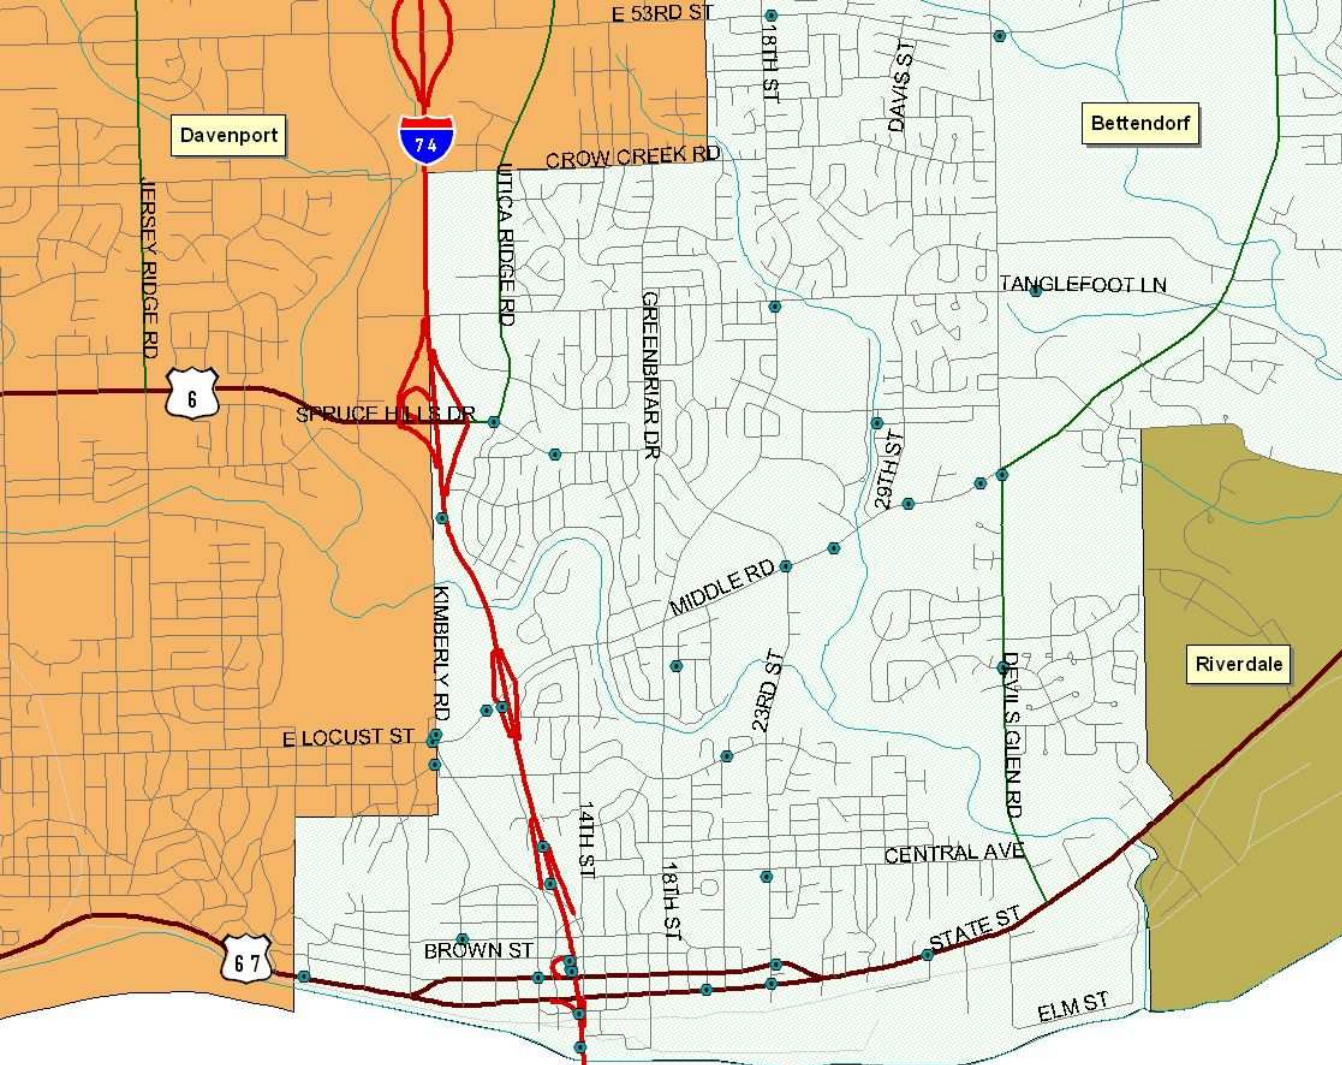 E 53RD ST
18TH ST
DAVIS ST
Davenport
74
Bettendorf
CROW CREEK RD
JERSEY RIDGE RD
UTICA RIDGE RD
TANGLEFOOT LN
GREENBRIAR DR
6
SPRUCE HILLS DR
29TH ST
MIDDLE RD
KIMBERLY RD
23RD ST
DEVILS GLEN RD
Riverdale
E LOCUST ST
14TH ST
18TH ST
CENTRAL AVE
BROWN ST
STATE ST
67
ELM ST